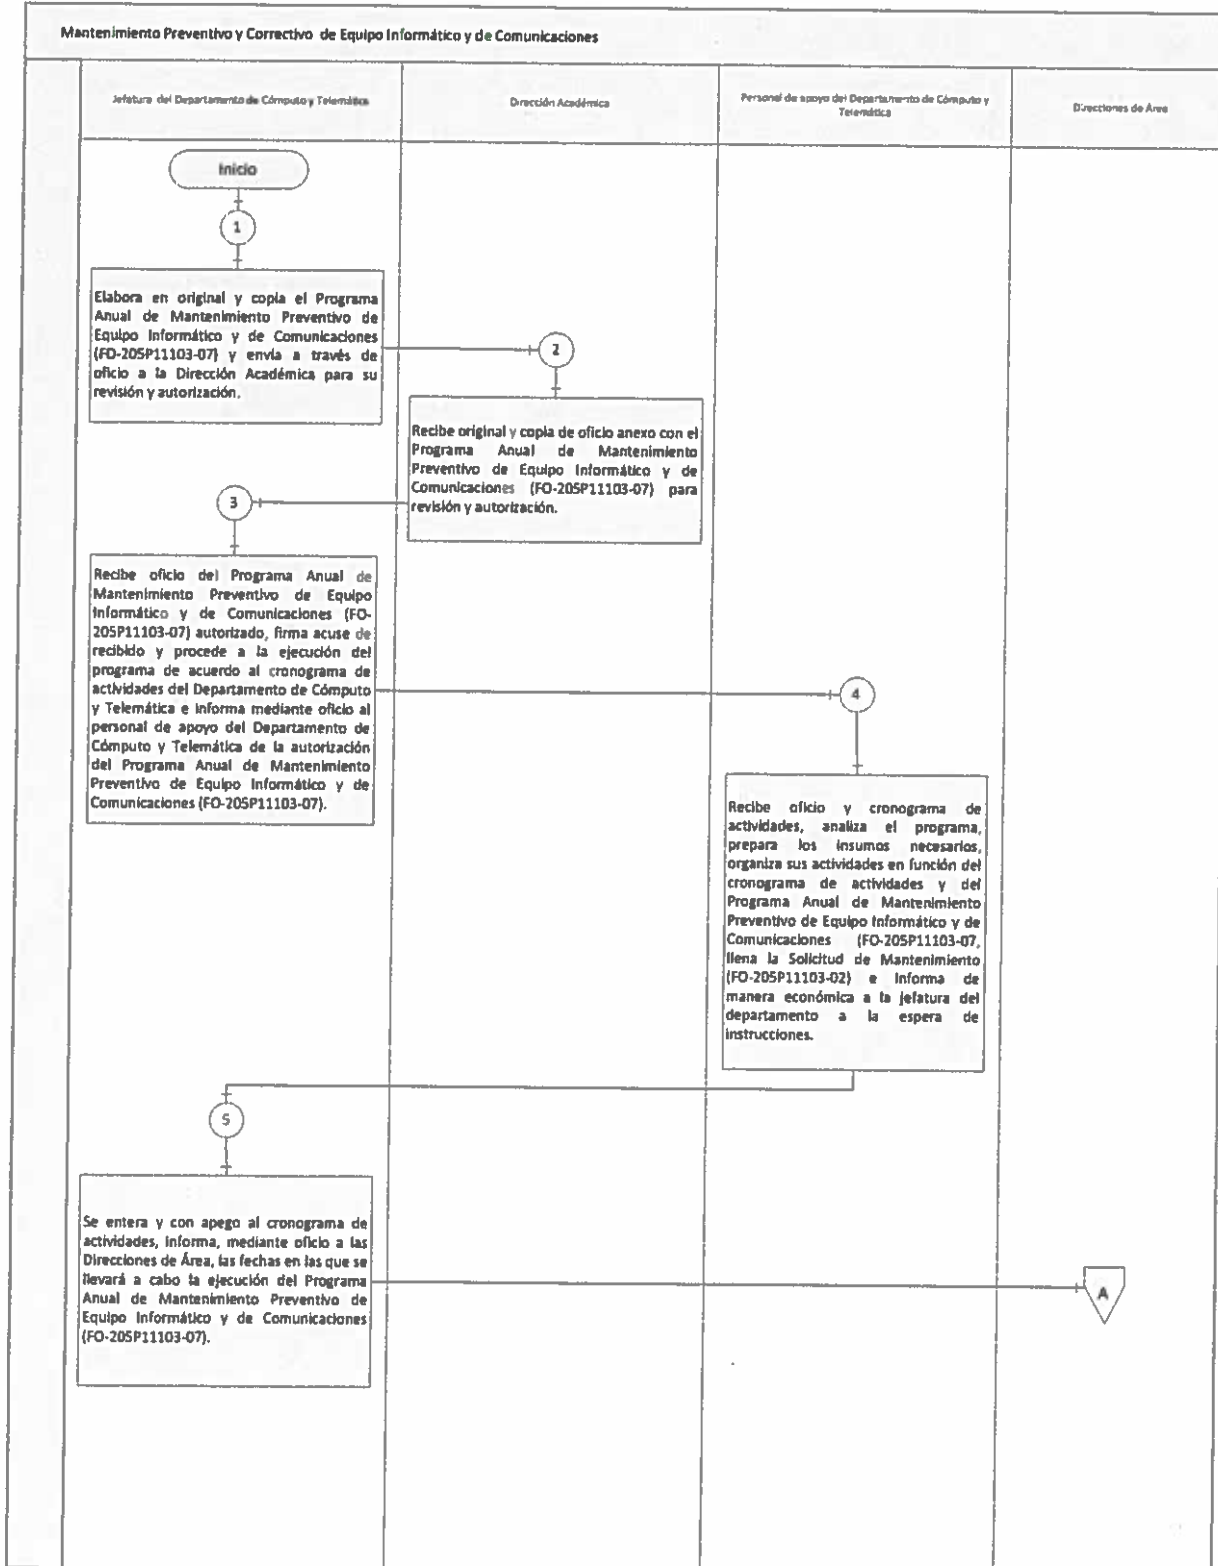 Mantenimiento Preventivo y Correctivo de Equipo Informático y de Comunicaciones
Jefatura del Departamento de Cómputo y Telemática
Dirección Académica
Personal de apoyo del Departamento de Cómputo y
Telemática
Direcciones de Área
Inicio
1
Elabora en original y copia el Programa
Anual de Mantenimiento Preventivo de
Equipo Informático y de Comunicaciones
(FO-205P11103-07) y envía a través de
oficio a la Dirección Académica para su
revisión y autorización.
2
Recibe original y copia de oficio anexo con el
Programa Anual de Mantenimiento
Preventivo de Equipo Informático y de
Comunicaciones (FO-205P11103-07) para
revisión y autorización.
3
Recibe oficio del Programa Anual de
Mantenimiento Preventivo de Equipo
Informático y de Comunicaciones (FO-
205P11103-07) autorizado, firma acuse de
recibido y procede a la ejecución del
programa de acuerdo al cronograma de
actividades del Departamento de Cómputo
y Telemática e informa mediante oficio al
personal de apoyo del Departamento de
Cómputo y Telemática de la autorización
del Programa Anual de Mantenimiento
Preventivo de Equipo Informático y de
Comunicaciones (FO-205P11103-07).
4
Recibe oficio y cronograma de
actividades, analiza el programa,
prepara los insumos necesarios,
organiza sus actividades en función del
cronograma de actividades y del
Programa Anual de Mantenimiento
Preventivo de Equipo Informático y de
Comunicaciones (FO-205P11103-07,
llena la Solicitud de Mantenimiento
(FO-205P11103-02) e informa de
manera económica a la jefatura del
departamento a la espera de
instrucciones.
5
Se entera y con apego al cronograma de
actividades, informa, mediante oficio a las
Direcciones de Área, las fechas en las que se
llevará a cabo la ejecución del Programa
Anual de Mantenimiento Preventivo de
Equipo Informático y de Comunicaciones
(FO-205P11103-07).
A